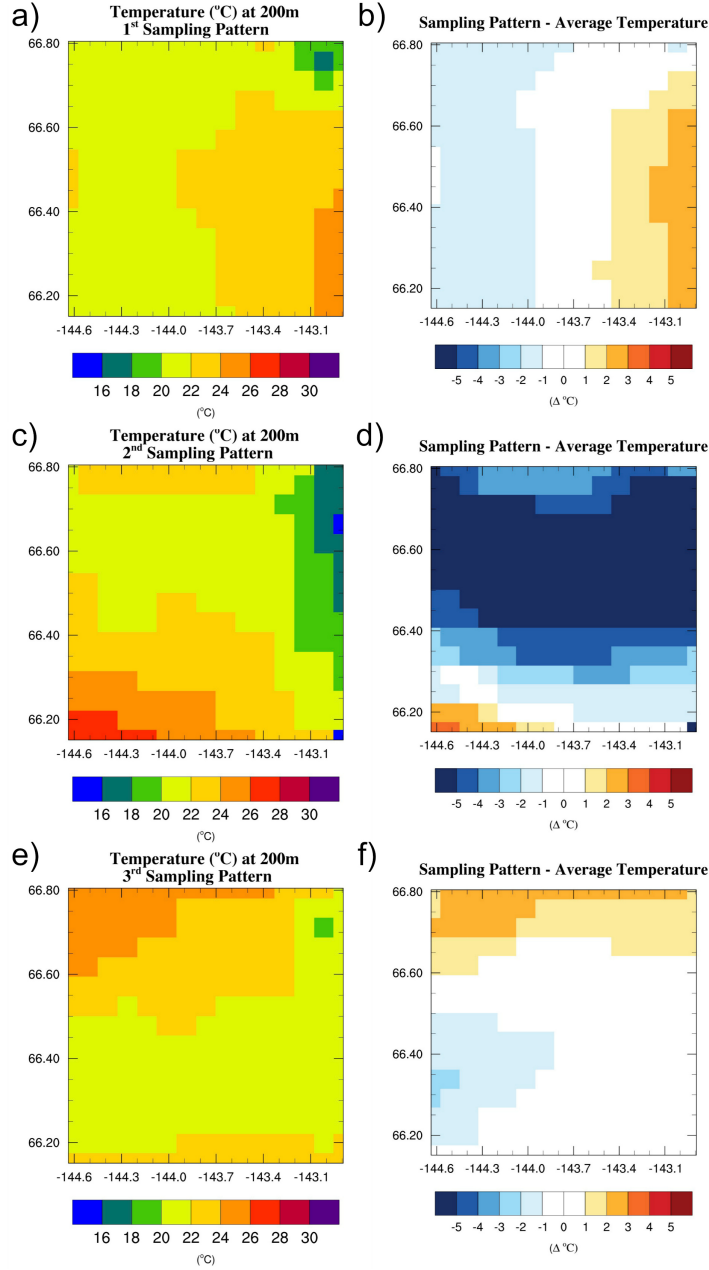 a)
Temperature (°C) at 200m
1st Sampling Pattern
66.80
66.60
66.40
66.20
-144.6 -144.3 -144.0 -143.7 -143.4 -143.1
16 18 20 22 24 26 28 30
(°C)
b)
Sampling Pattern - Average Temperature
66.80
66.60
66.40
66.20
-144.6 -144.3 -144.0 -143.7 -143.4 -143.1
-5 -4 -3 -2 -1 0 1 2 3 4 5
(Δ °C)
c)
Temperature (°C) at 200m
2nd Sampling Pattern
66.80
66.60
66.40
66.20
-144.6 -144.3 -144.0 -143.7 -143.4 -143.1
16 18 20 22 24 26 28 30
(°C)
d)
Sampling Pattern - Average Temperature
66.80
66.60
66.40
66.20
-144.6 -144.3 -144.0 -143.7 -143.4 -143.1
-5 -4 -3 -2 -1 0 1 2 3 4 5
(Δ °C)
e)
Temperature (°C) at 200m
3rd Sampling Pattern
66.80
66.60
66.40
66.20
-144.6 -144.3 -144.0 -143.7 -143.4 -143.1
16 18 20 22 24 26 28 30
(°C)
f)
Sampling Pattern - Average Temperature
66.80
66.60
66.40
66.20
-144.6 -144.3 -144.0 -143.7 -143.4 -143.1
-5 -4 -3 -2 -1 0 1 2 3 4 5
(Δ °C)